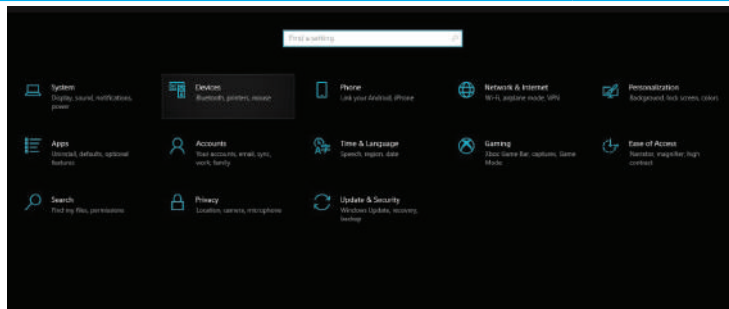 Find a setting
System
Display, sound, notifications,
power
Devices
Bluetooth, printers, mouse
Phone
Link your Android, iPhone
Network & Internet
Wi-Fi, airplane mode, VPN
Personalization
Background, lock screen, colors
Apps
Uninstall, defaults, optional
features
Accounts
Your accounts, email, sync,
work, family
Time & Language
Speech, region, date
Gaming
Xbox Game Bar, captures, Game
Mode
Ease of Access
Narrator, magnifier, high
contrast
Search
Find my files, permissions
Privacy
Location, camera, microphone
Update & Security
Windows Update, recovery,
backup